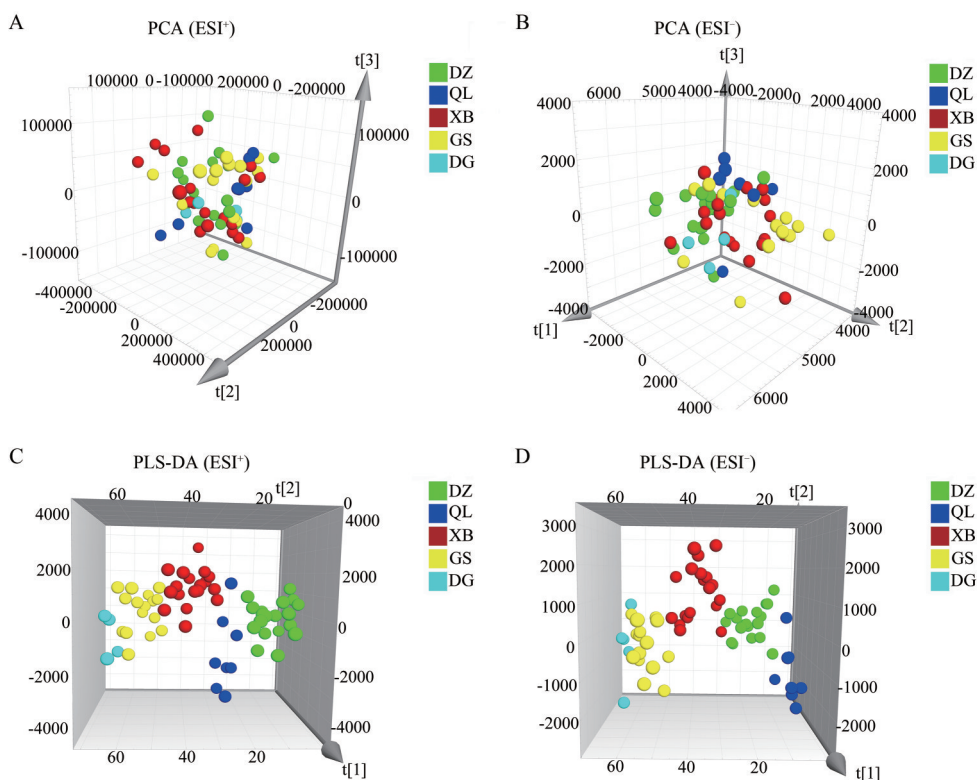 A
PCA (ESI⁺)
t[3]
100000 0 -100000 200000 0 -200000
100000
0
-100000
100000
0
-100000
-400000
-200000
0
0
200000
200000
400000
t[2]
DZ
QL
XB
GS
DG
B
PCA (ESI⁻)
t[3]
6000 5000 4000 -4000 -2000 0 2000 4000
4000
2000
0
-2000
-4000
4000
2000
0
-2000
-4000
t[1]
t[2]
-2000
0
2000
4000
4000
5000
6000
DZ
QL
XB
GS
DG
C
PLS-DA (ESI⁺)
60 40 20 t[2] 0
4000
2000
0
-2000
-4000
4000
2000
0
-2000
-4000
60 40 20
t[1]
DZ
QL
XB
GS
DG
D
PLS-DA (ESI⁻)
60 40 20 t[2]
3000
2000
1000
0
-1000
-2000
3000
2000
1000
0
-1000
-2000
60 40 20
t[1]
DZ
QL
XB
GS
DG